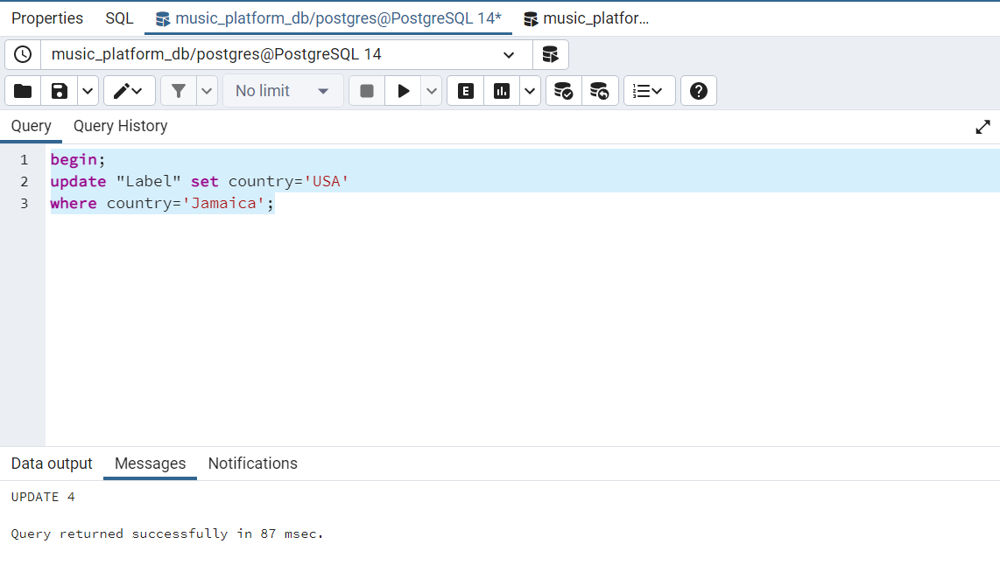 Properties SQL music_platform_db/postgres@PostgreSQL 14* music_platfor...
music_platform_db/postgres@PostgreSQL 14
No limit E
Query Query History
1 begin;
2 update "Label" set country='USA'
3 where country='Jamaica';
Data output Messages Notifications
UPDATE 4
Query returned successfully in 87 msec.